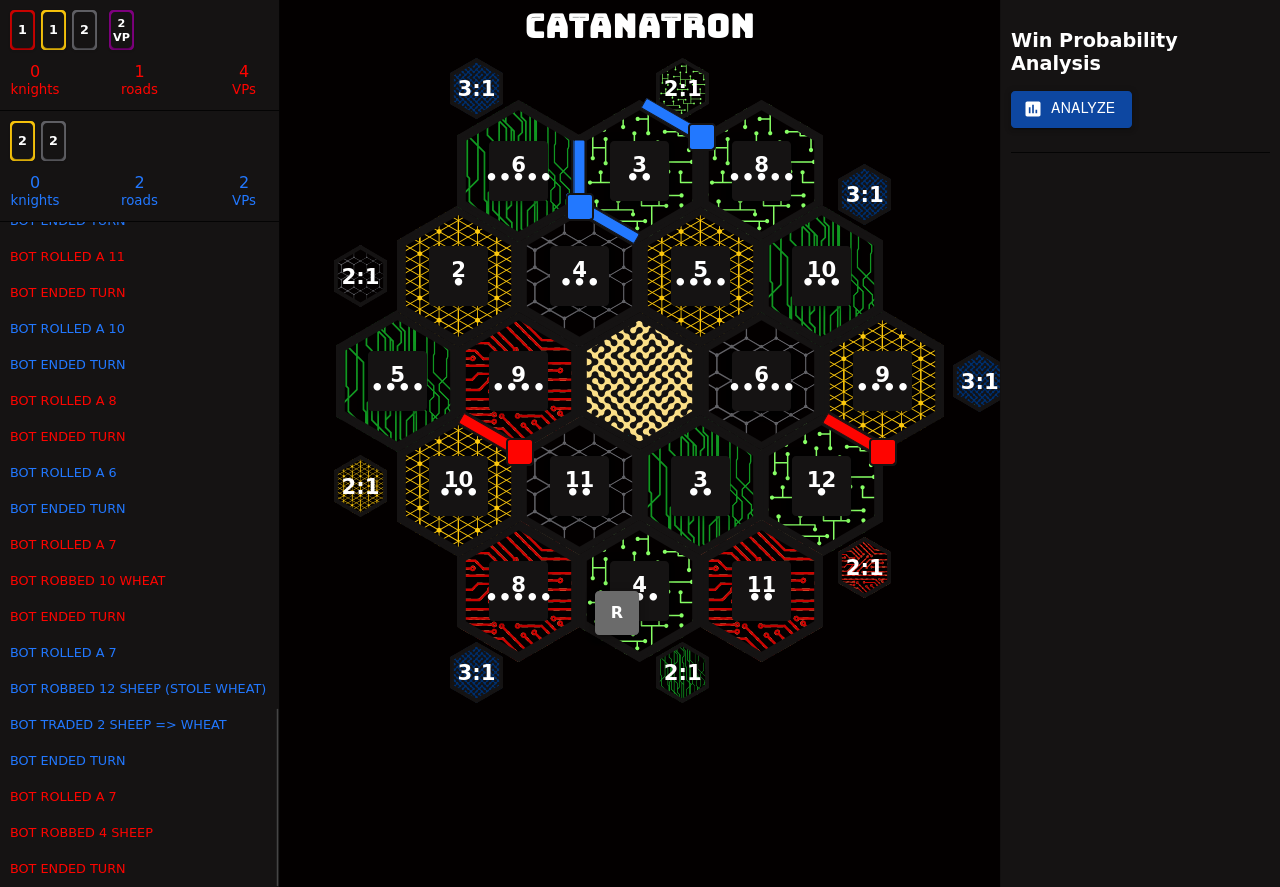 1 1 2 2 VP
0 1 4
knights roads VPs
2 2
0 2 2
knights roads VPs
BOT ENDED TURN
BOT ROLLED A 11
BOT ENDED TURN
BOT ROLLED A 10
BOT ENDED TURN
BOT ROLLED A 8
BOT ENDED TURN
BOT ROLLED A 6
BOT ENDED TURN
BOT ROLLED A 7
BOT ROBBED 10 WHEAT
BOT ENDED TURN
BOT ROLLED A 7
BOT ROBBED 12 SHEEP (STOLE WHEAT)
BOT TRADED 2 SHEEP => WHEAT
BOT ENDED TURN
BOT ROLLED A 7
BOT ROBBED 4 SHEEP
BOT ENDED TURN
CATANATRON
3:1 2:1
6 3 8
3:1
2:1 2 4 5 10
5 9 6 9 3:1
2:1 10 11 3 12
2:1
8 4 11
R
3:1 2:1
Win Probability
Analysis
ANALYZE